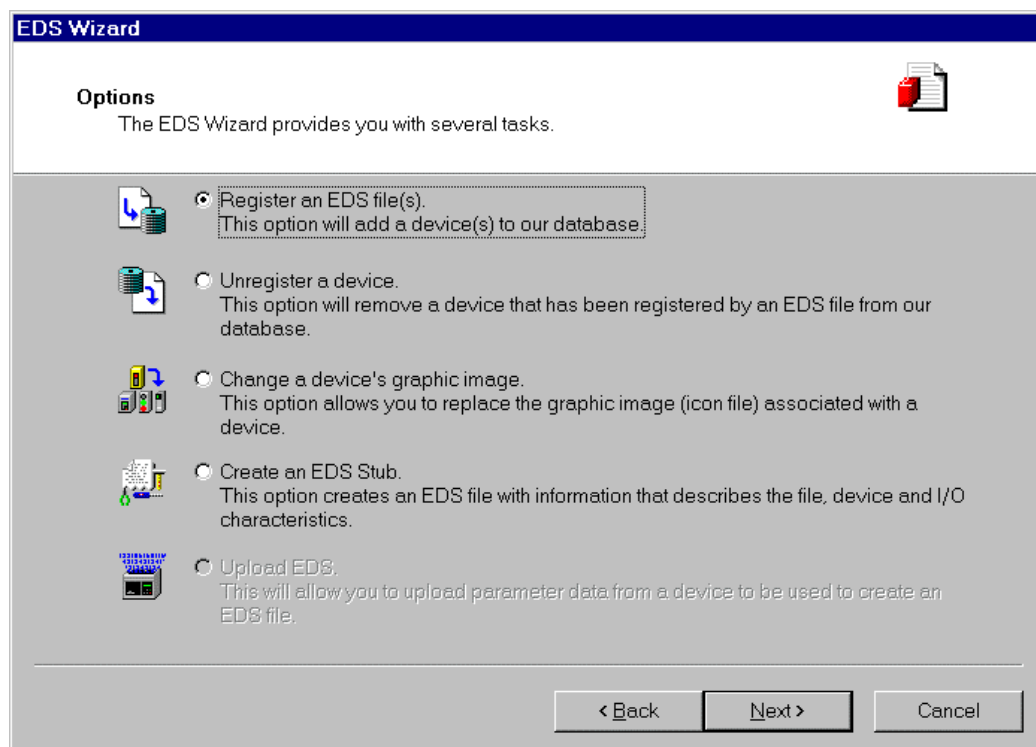 EDS Wizard
Options
The EDS Wizard provides you with several tasks.
Register an EDS file(s).
This option will add a device(s) to our database.
Unregister a device.
This option will remove a device that has been registered by an EDS file from our
database.
Change a device's graphic image.
This option allows you to replace the graphic image (icon file) associated with a
device.
Create an EDS Stub.
This option creates an EDS file with information that describes the file, device and I/O
characteristics.
Upload EDS.
This will allow you to upload parameter data from a device to be used to create an
EDS file.
< Back
Next >
Cancel